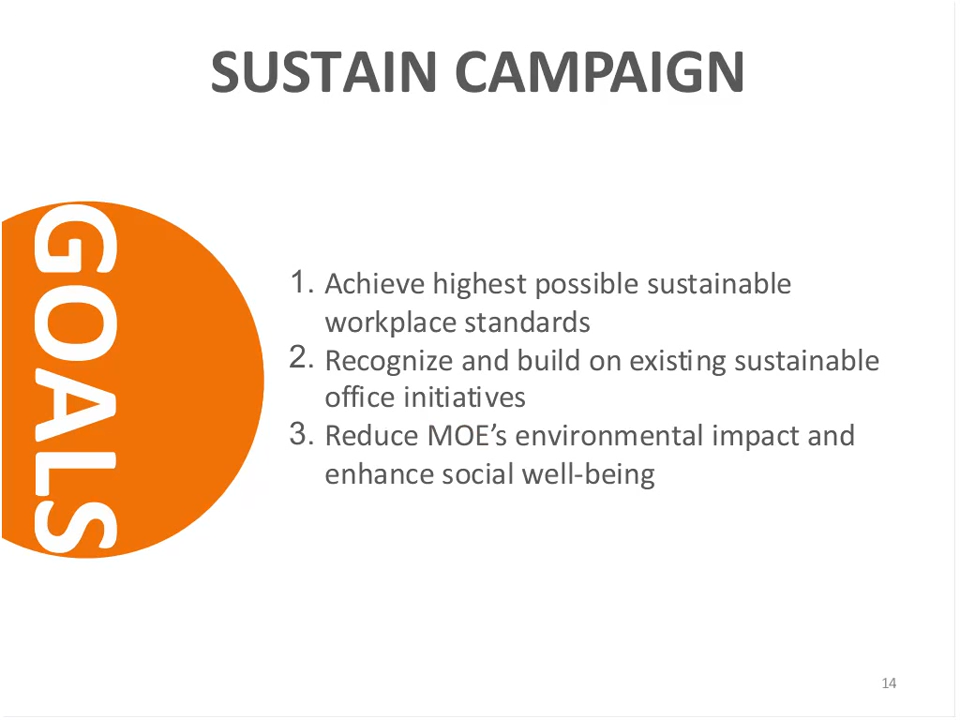 SUSTAIN CAMPAIGN
GOALS
1. Achieve highest possible sustainable
workplace standards
2. Recognize and build on existing sustainable
office initiatives
3. Reduce MOE’s environmental impact and
enhance social well-being
14